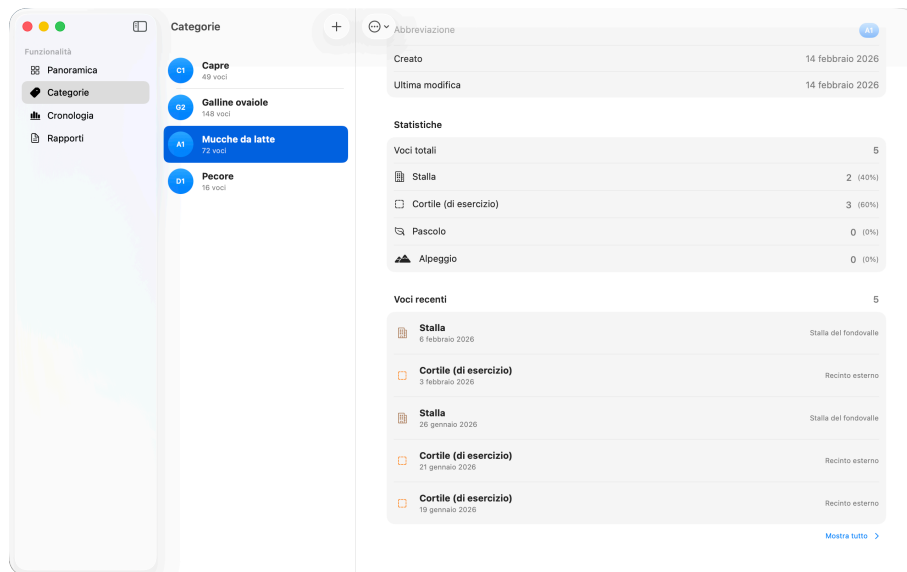 Funzionalità
Panoramica
Categorie
Cronologia
Rapporti
Categorie
C1
Capre
49 voci
G2
Galline ovaiole
148 voci
A1
Mucche da latte
72 voci
D1
Pecore
16 voci
Abbreviazione A1
Creato 14 febbraio 2026
Ultima modifica 14 febbraio 2026
Statistiche
Voci totali 5
Stalla 2 (40%)
Cortile (di esercizio) 3 (60%)
Pascolo 0 (0%)
Alpeggio 0 (0%)
Voci recenti 5
Stalla
6 febbraio 2026
Stalla del fondovalle
Cortile (di esercizio)
3 febbraio 2026
Recinto esterno
Stalla
26 gennaio 2026
Stalla del fondovalle
Cortile (di esercizio)
21 gennaio 2026
Recinto esterno
Cortile (di esercizio)
19 gennaio 2026
Recinto esterno
Mostra tutto